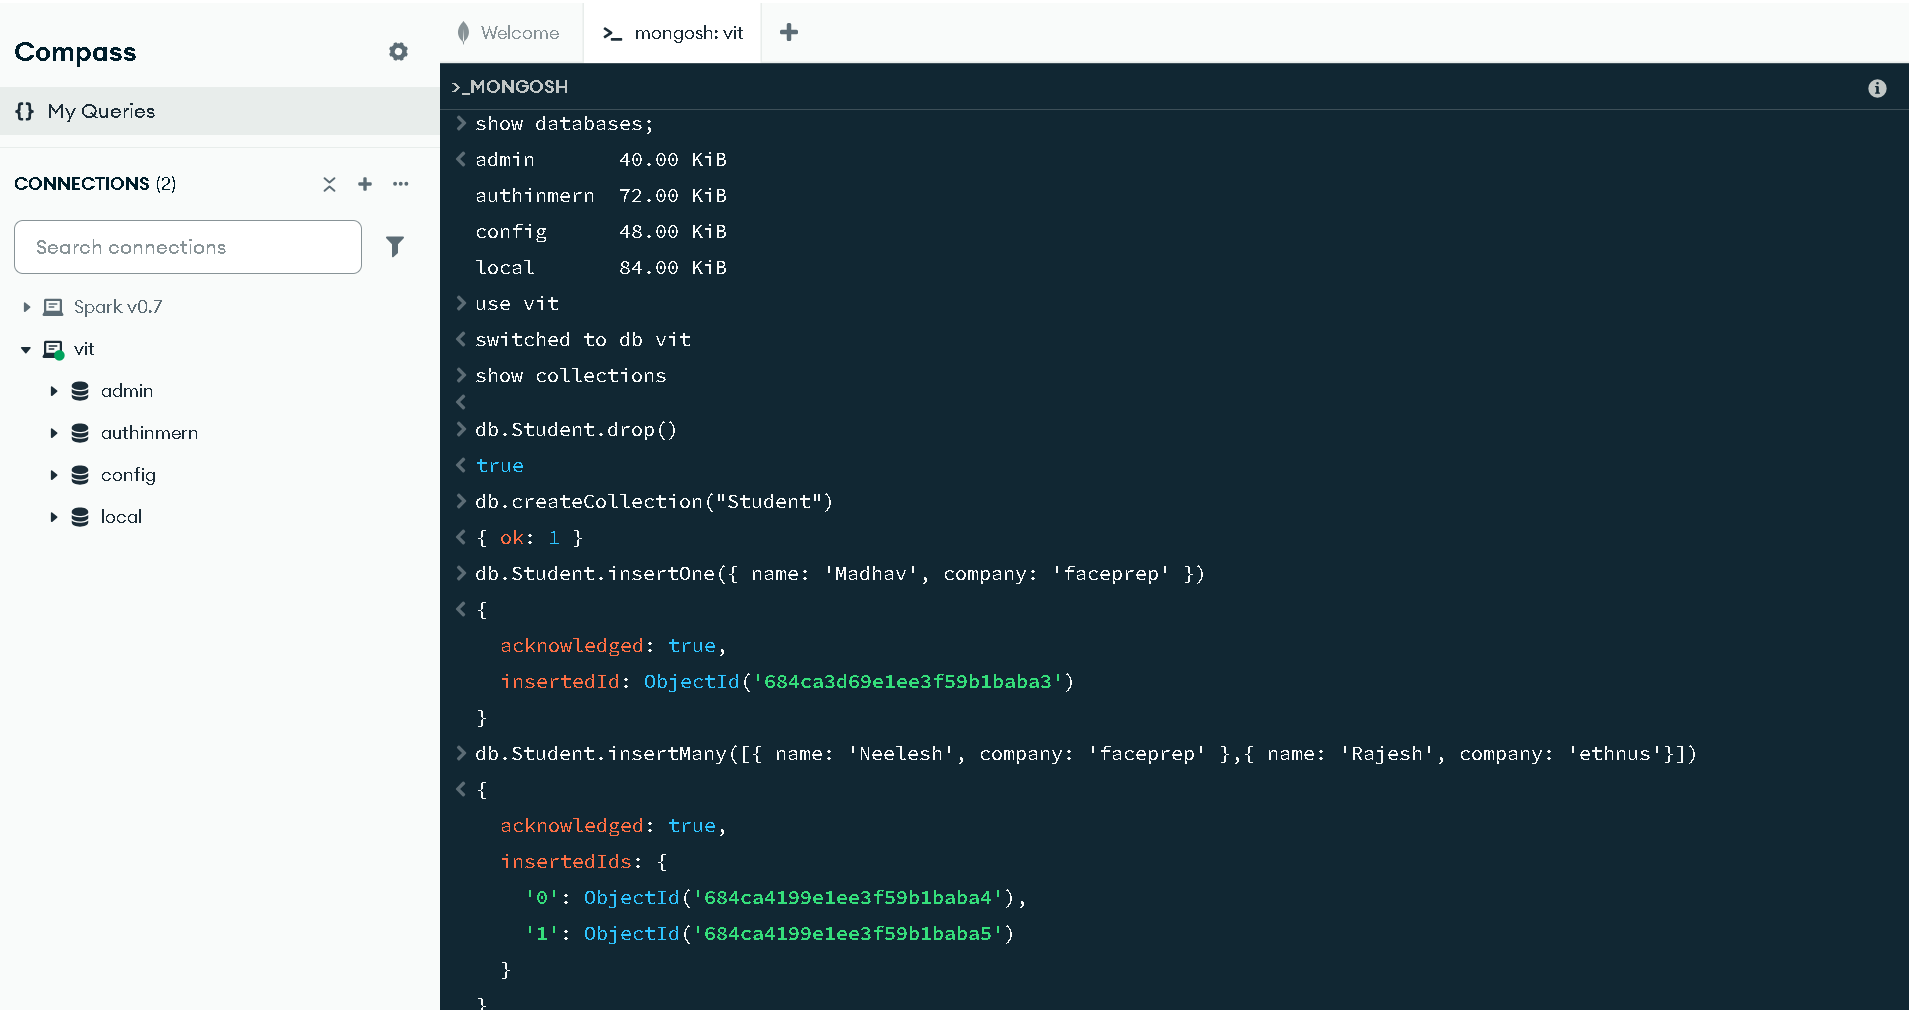 Compass
My Queries
CONNECTIONS (2)
Search connections
Spark v0.7
vit
admin
authinmern
config
local
Welcome
>_ mongosh: vit
>_MONGOSH
> show databases;
< admin       40.00 KiB
authinmern  72.00 KiB
config      48.00 KiB
local       84.00 KiB
> use vit
< switched to db vit
> show collections
<
> db.Student.drop()
< true
> db.createCollection("Student")
< { ok: 1 }
> db.Student.insertOne({ name: 'Madhav', company: 'faceprep' })
< {
acknowledged: true,
insertedId: ObjectId('684ca3d69e1ee3f59b1baba3')
}
> db.Student.insertMany([{ name: 'Neelesh', company: 'faceprep' },{ name: 'Rajesh', company: 'ethnus'}])
< {
acknowledged: true,
insertedIds: {
'0': ObjectId('684ca4199e1ee3f59b1baba4'),
'1': ObjectId('684ca4199e1ee3f59b1baba5')
}
}